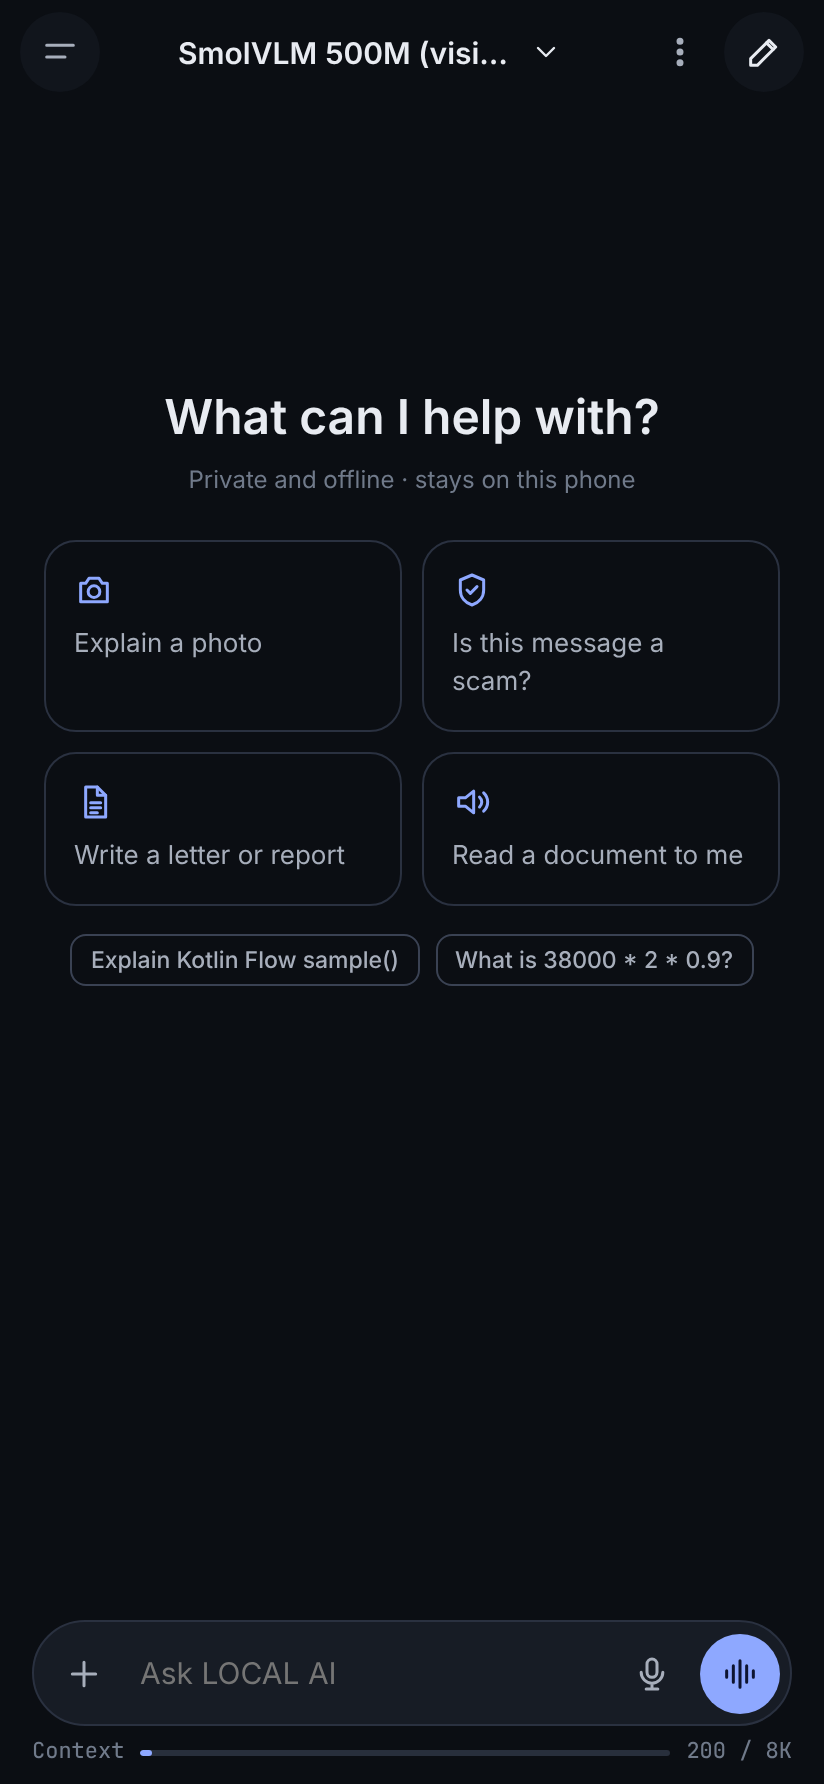 SmolVLM 500M (visi...
What can I help with?
Private and offline · stays on this phone
Explain a photo
Is this message a
scam?
Write a letter or report
Read a document to me
Explain Kotlin Flow sample()
What is 38000 * 2 * 0.9?
Ask LOCAL AI
Context 200 / 8K